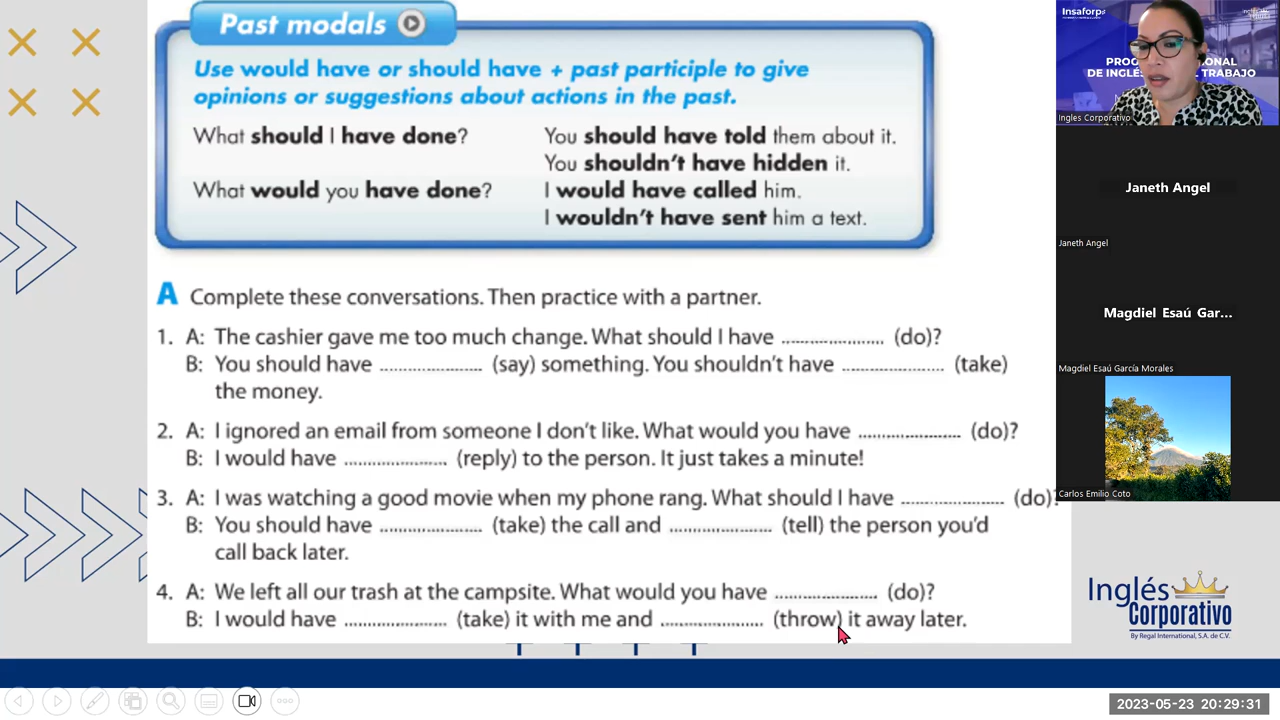 Past modals
Use would have or should have + past participle to give
opinions or suggestions about actions in the past.
What should I have done?
You should have told them about it.
You shouldn't have hidden it.
What would you have done?
I would have called him.
I wouldn't have sent him a text.
A Complete these conversations. Then practice with a partner.
1. A: The cashier gave me too much change. What should I have .................... (do)?
B: You should have .................... (say) something. You shouldn't have .................... (take)
the money.
2. A: I ignored an email from someone I don't like. What would you have .................... (do)?
B: I would have .................... (reply) to the person. It just takes a minute!
3. A: I was watching a good movie when my phone rang. What should I have .................... (do)?
B: You should have .................... (take) the call and .................... (tell) the person you'd
call back later.
4. A: We left all our trash at the campsite. What would you have .................... (do)?
B: I would have .................... (take) it with me and .................... (throw) it away later.
Insaforp
DE INGLÉS
TRABAJO
Ingles Corporativo
Janeth Angel
Janeth Angel
Magdiel Esaú Gar...
Magdiel Esaú García Morales
Carlos Emilio Coto
Inglés
Corporativo
By Regal International, S.A. de C.V.
2023-05-23 20:29:31